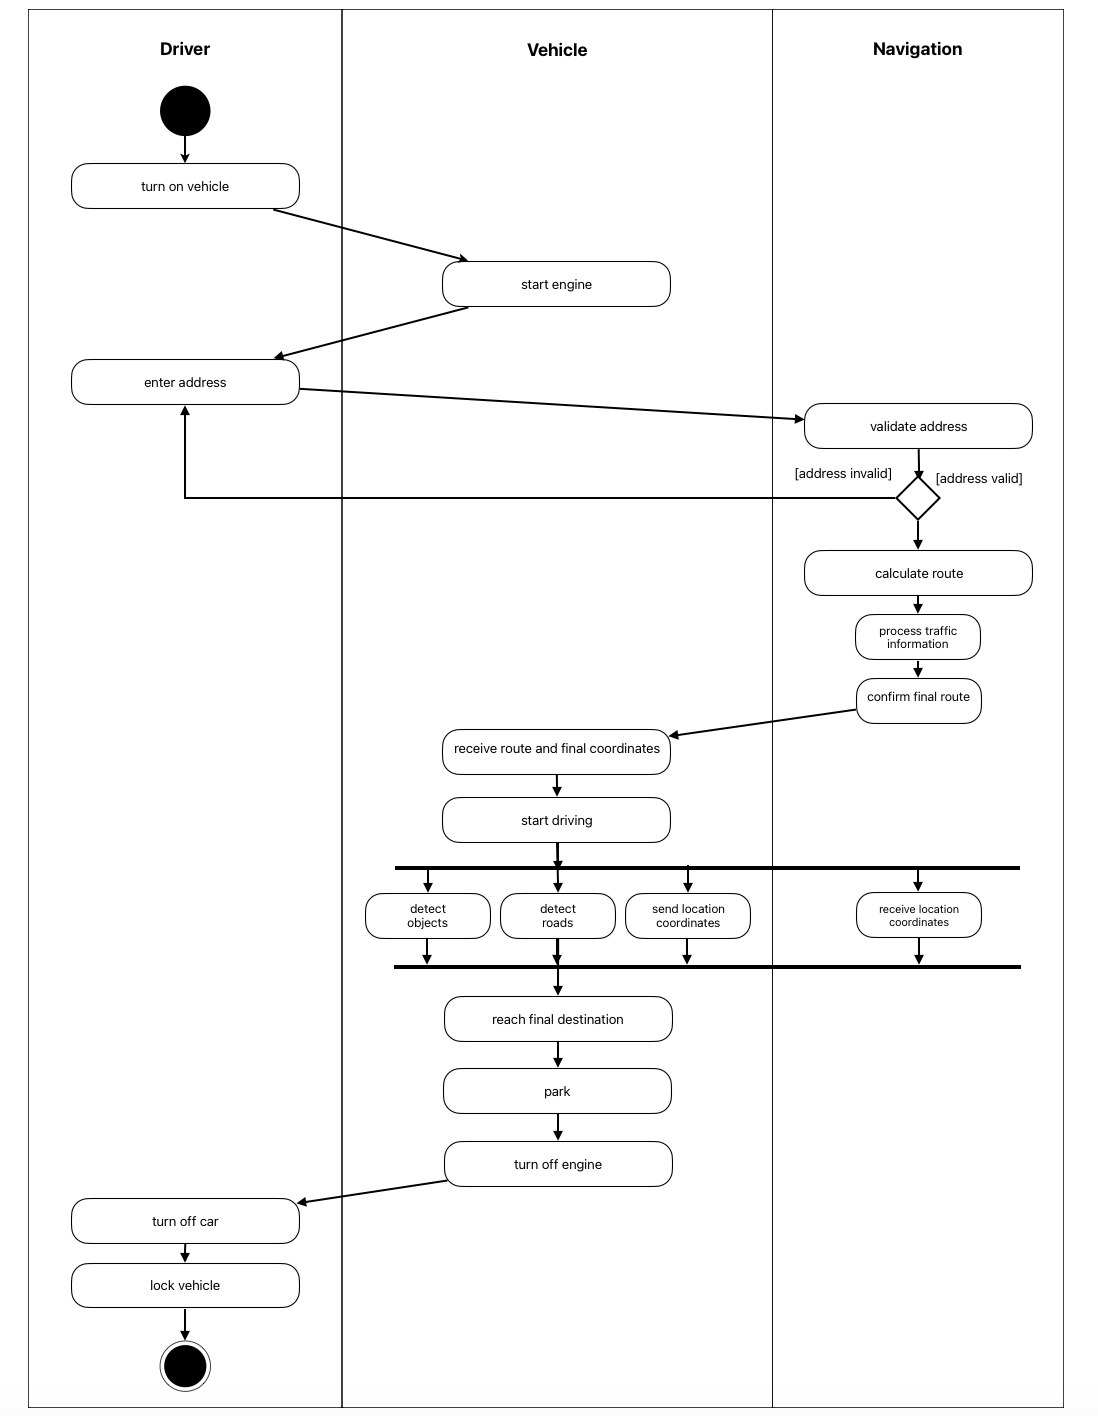 Driver
Vehicle
Navigation
turn on vehicle
start engine
enter address
validate address
[address invalid]
[address valid]
calculate route
process traffic
information
confirm final route
receive route and final coordinates
start driving
detect
objects
detect
roads
send location
coordinates
receive location
coordinates
reach final destination
park
turn off engine
turn off car
lock vehicle